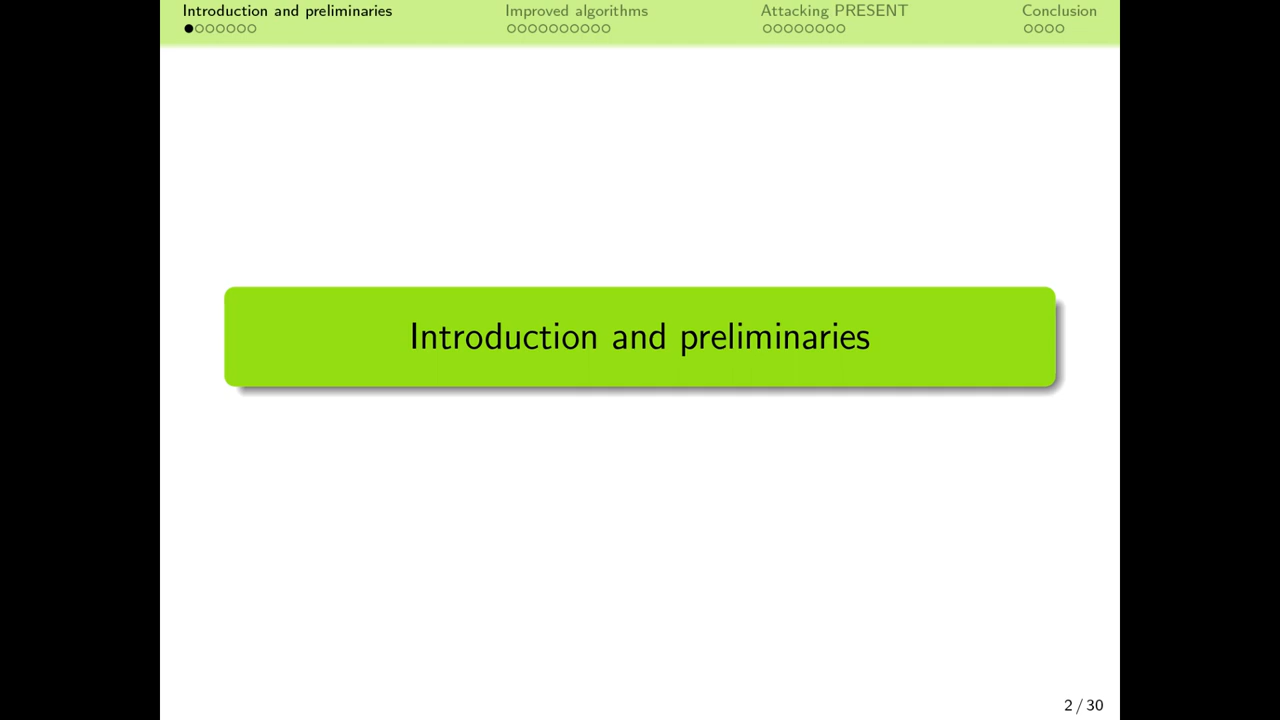 Introduction and preliminaries
Improved algorithms
Attacking PRESENT
Conclusion
Introduction and preliminaries
2 / 30